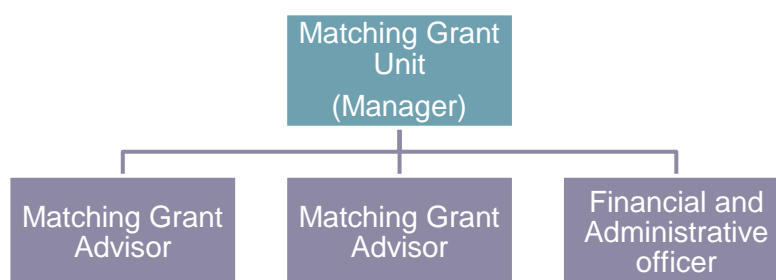 Matching Grant
Unit
(Manager)
Matching Grant
Advisor
Matching Grant
Advisor
Financial and
Administrative
officer